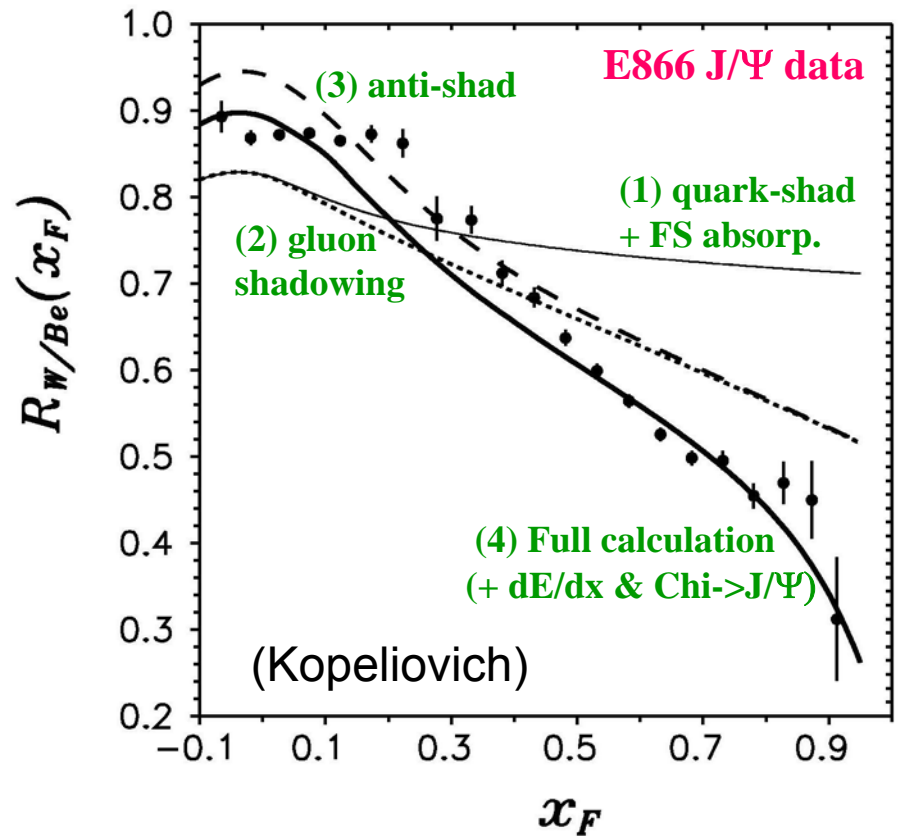 E866 J/Ψ data
(3) anti-shad
(1) quark-shad
+ FS absorp.
(2) gluon
shadowing
(4) Full calculation
(+ dE/dx & Chi->J/Ψ)
(Kopeliovich)
R_{W/Be}(x_F)
1.0
0.9
0.8
0.7
0.6
0.5
0.4
0.3
0.2
−0.1 0.1 0.3 0.5 0.7 0.9
x_F